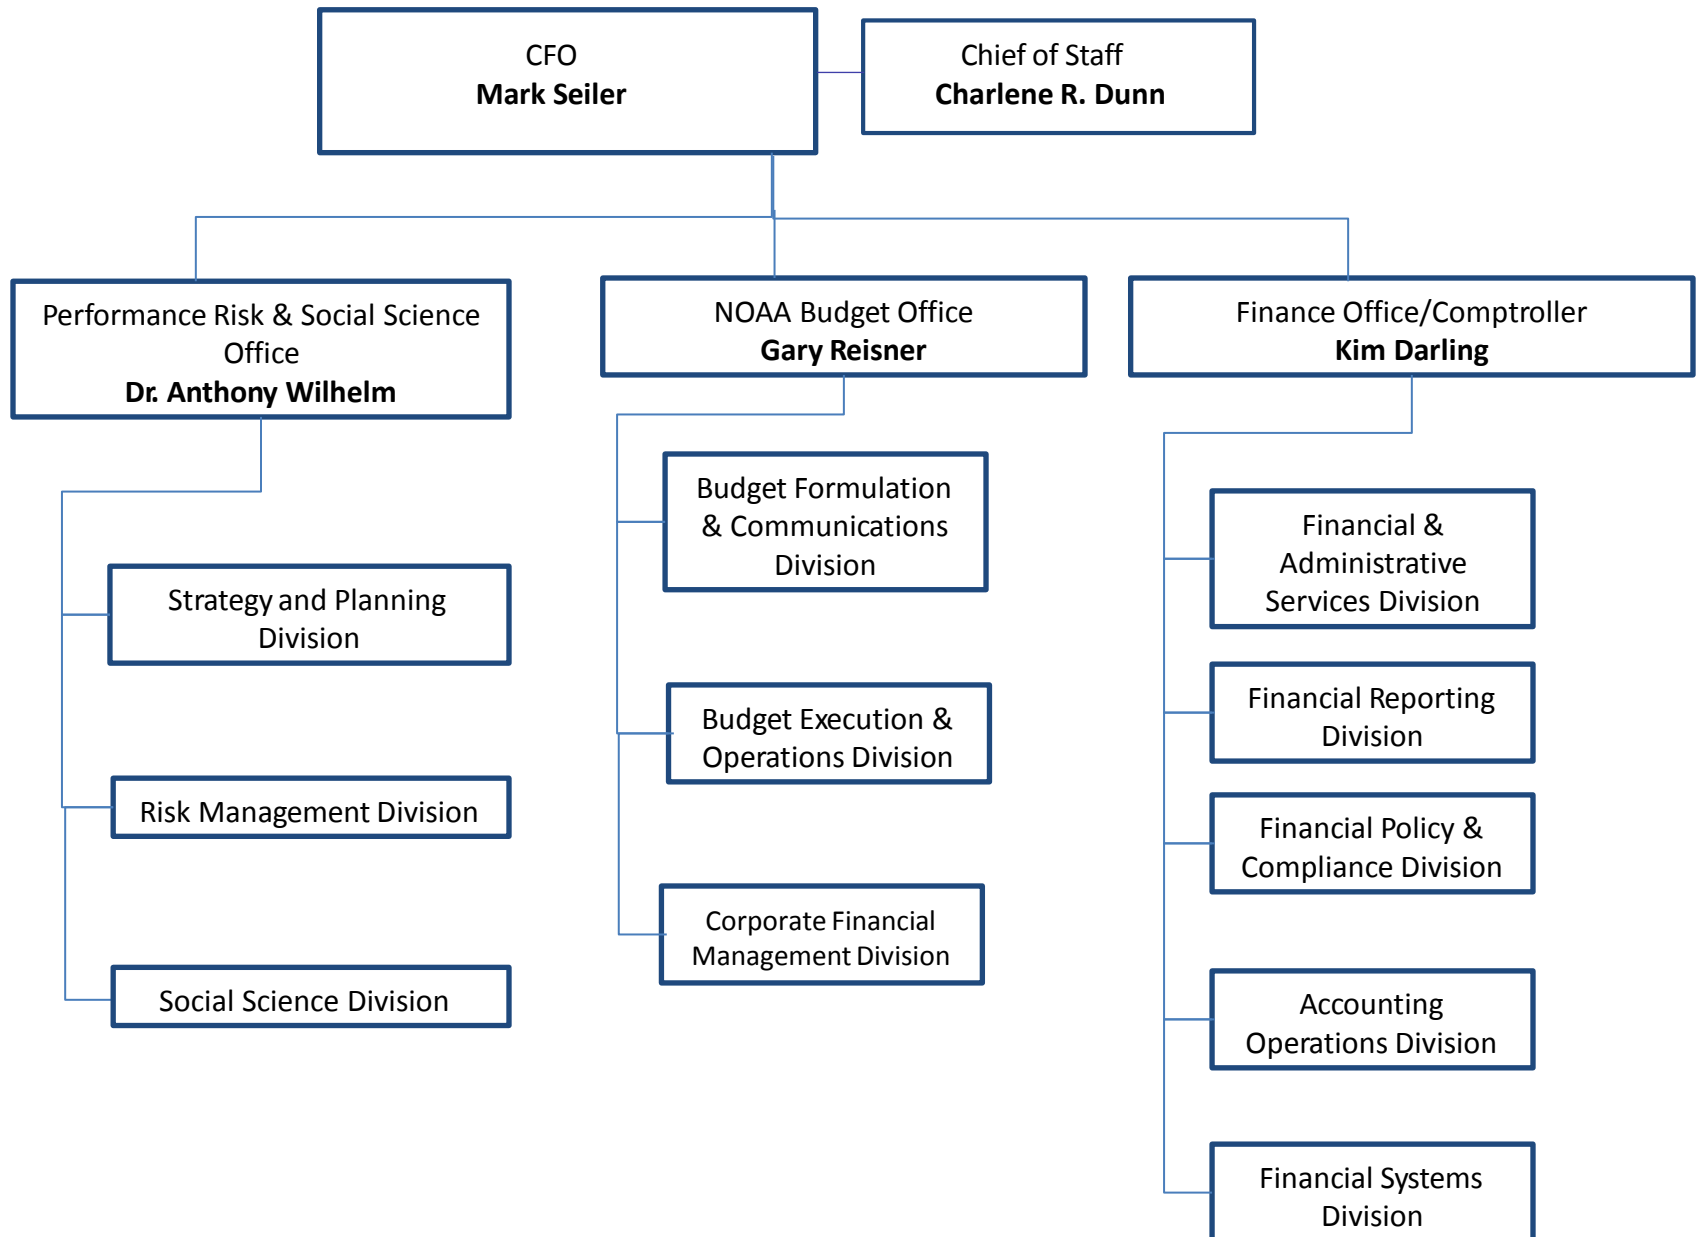 CFO
Mark Seiler
Chief of Staff
Charlene R. Dunn
Performance Risk & Social Science
Office
Dr. Anthony Wilhelm
NOAA Budget Office
Gary Reisner
Finance Office/Comptroller
Kim Darling
Strategy and Planning
Division
Risk Management Division
Social Science Division
Budget Formulation
& Communications
Division
Budget Execution &
Operations Division
Corporate Financial
Management Division
Financial &
Administrative
Services Division
Financial Reporting
Division
Financial Policy &
Compliance Division
Accounting
Operations Division
Financial Systems
Division